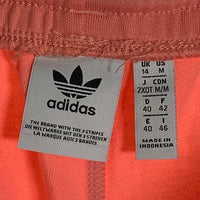 adidas
THE BRAND WITH THE 3 STRIPES
DIE WELTMARKE MIT DEN 3 STREIFEN
LA MARQUE AUX 3 BANDES
UK US
14 M
J CDN
2XOT M/M
D F
40 42
E I
40 46
MADE IN
INDONESIA